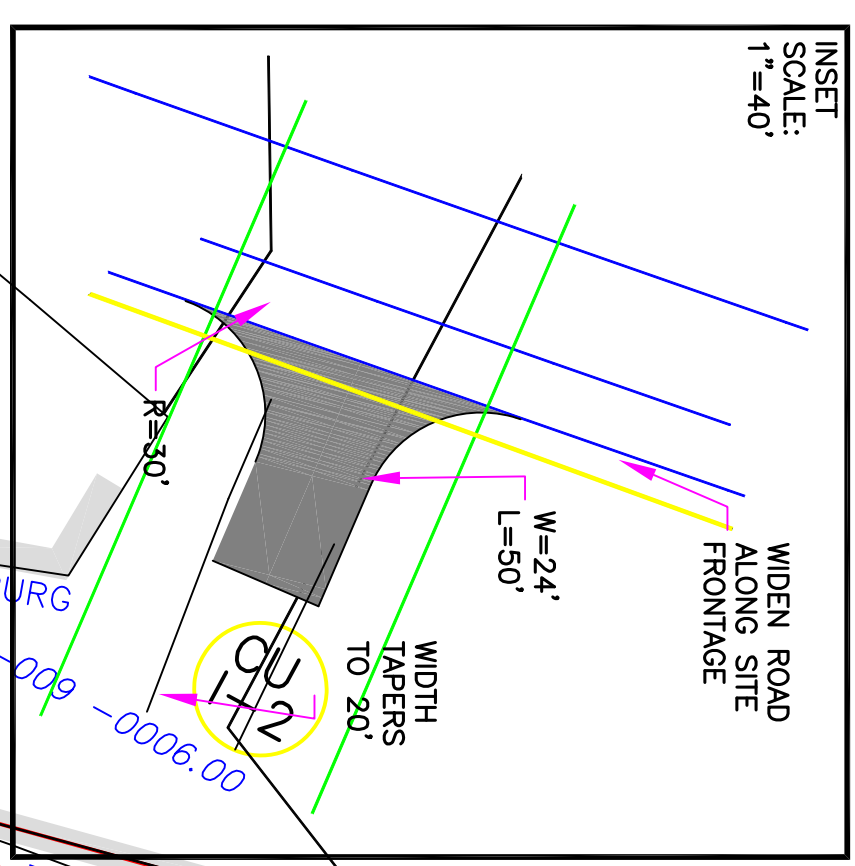 INSET
SCALE:
1"=40'
R=30'
W=24'
L=50'
WIDEN ROAD
ALONG SITE
FRONTAGE
WIDTH
TAPERS
TO 20'
CU
1-2
URG
-009 -0006.00